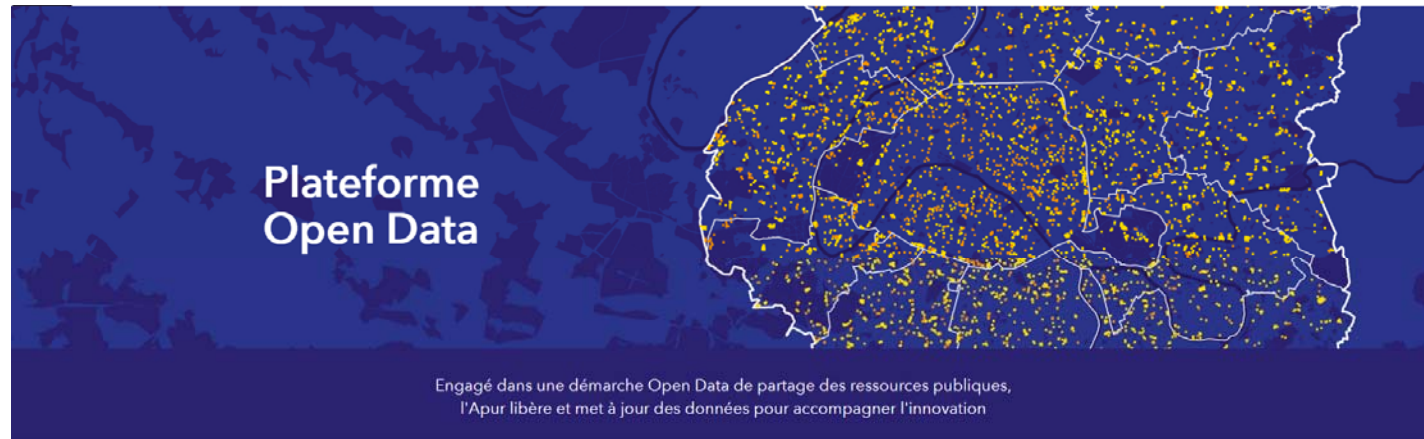 Plateforme
Open Data
Engagé dans une démarche Open Data de partage des ressources publiques,
l'Apur libère et met à jour des données pour accompagner l'innovation